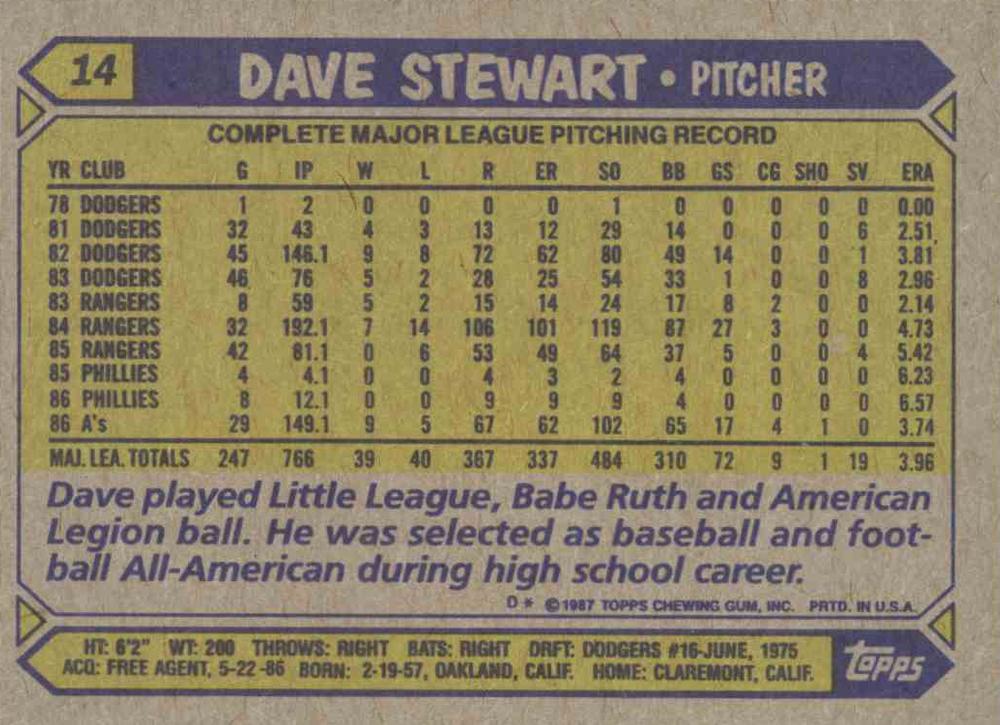 14 DAVE STEWART • PITCHER
COMPLETE MAJOR LEAGUE PITCHING RECORD
YR CLUB G IP W L R ER SO BB GS CG SHO SV ERA
78 DODGERS 1 2 0 0 0 0 1 0 0 0 0 0 0.00
81 DODGERS 32 43 4 3 13 12 29 14 0 0 0 6 2.51
82 DODGERS 45 146.1 9 8 72 62 80 49 14 0 0 1 3.81
83 DODGERS 46 76 5 2 28 25 54 33 1 0 0 8 2.96
83 RANGERS 8 59 5 2 15 14 24 17 8 2 0 0 2.14
84 RANGERS 32 192.1 7 14 106 101 119 87 27 3 0 0 4.73
85 RANGERS 42 81.1 0 6 53 49 64 37 5 0 0 4 5.42
85 PHILLIES 4 4.1 0 0 4 3 2 4 0 0 0 0 6.23
86 PHILLIES 8 12.1 0 0 9 9 9 4 0 0 0 0 6.57
86 A's 29 149.1 9 5 67 62 102 65 17 4 1 0 3.74
MAJ. LEA. TOTALS 247 766 39 40 367 337 484 310 72 9 1 19 3.96
Dave played Little League, Babe Ruth and American
Legion ball. He was selected as baseball and foot-
ball All-American during high school career.
D* ©1987 TOPPS CHEWING GUM, INC. PRTD. IN U.S.A.
HT: 6'2" WT: 200 THROWS: RIGHT BATS: RIGHT DRFT: DODGERS #16-JUNE, 1975
ACQ: FREE AGENT, 5-22-86 BORN: 2-19-57, OAKLAND, CALIF. HOME: CLAREMONT, CALIF.
topps